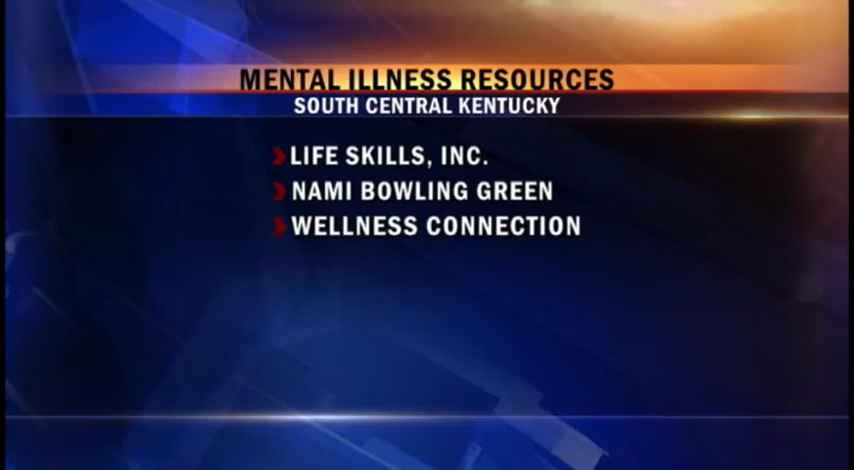 MENTAL ILLNESS RESOURCES
SOUTH CENTRAL KENTUCKY
LIFE SKILLS, INC.
NAMI BOWLING GREEN
WELLNESS CONNECTION